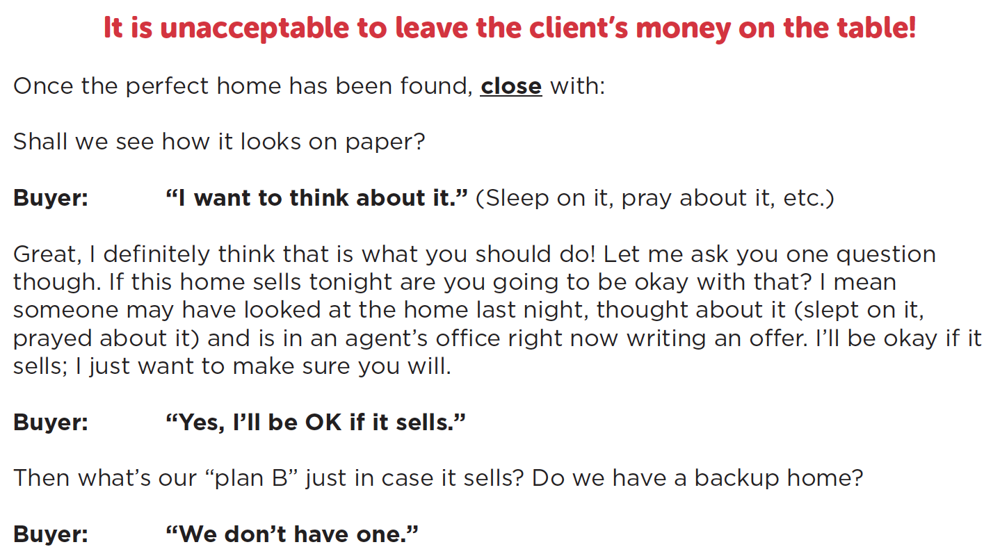 It is unacceptable to leave the client’s money on the table!
Once the perfect home has been found, close with:
Shall we see how it looks on paper?
Buyer: “I want to think about it.” (Sleep on it, pray about it, etc.)
Great, I definitely think that is what you should do! Let me ask you one question
though. If this home sells tonight are you going to be okay with that? I mean
someone may have looked at the home last night, thought about it (slept on it,
prayed about it) and is in an agent’s office right now writing an offer. I’ll be okay if it
sells; I just want to make sure you will.
Buyer: “Yes, I’ll be OK if it sells.”
Then what’s our “plan B” just in case it sells? Do we have a backup home?
Buyer: “We don’t have one.”